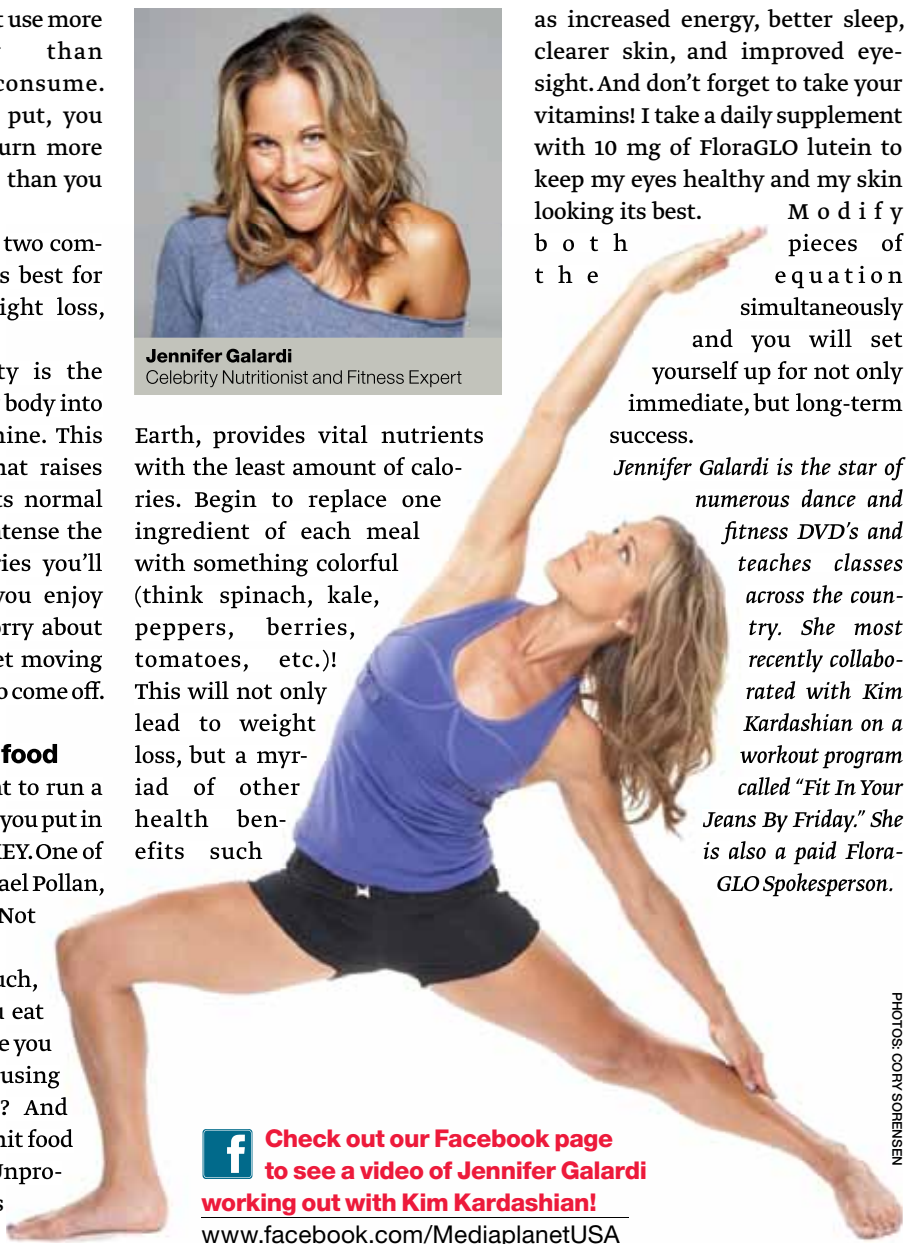 t use more
than
consume.
put, you
urn more
than you
two com-
s best for
ight loss,
ty is the
body into
nine. This
hat raises
ts normal
tense the
ries you'll
you enjoy
orry about
et moving
o come off.
food
nt to run a
you put in
KEY. One of
ael Pollan,
Not
uch,
u eat
e you
using
? And
mit food
Unpro-
s
Jennifer Galardi
Celebrity Nutritionist and Fitness Expert
Earth, provides vital nutrients
with the least amount of calo-
ries. Begin to replace one
ingredient of each meal
with something colorful
(think spinach, kale,
peppers, berries,
tomatoes, etc.)!
This will not only
lead to weight
loss, but a myr-
iad of other
health ben-
efits such
as increased energy, better sleep,
clearer skin, and improved eye-
sight. And don't forget to take your
vitamins! I take a daily supplement
with 10 mg of FloraGLO lutein to
keep my eyes healthy and my skin
looking its best. Modify
both pieces of
the equation
simultaneously
and you will set
yourself up for not only
immediate, but long-term
success.
Jennifer Galardi is the star of
numerous dance and
fitness DVD's and
teaches classes
across the coun-
try. She most
recently collabo-
rated with Kim
Kardashian on a
workout program
called “Fit In Your
Jeans By Friday.” She
is also a paid Flora-
GLO Spokesperson.
PHOTOS: CORY SORENSEN
f Check out our Facebook page
to see a video of Jennifer Galardi
working out with Kim Kardashian!
www.facebook.com/MediaplanetUSA